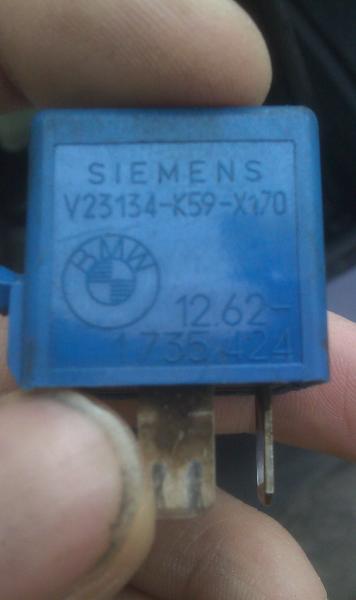 SIEMENS
V23134-K59-X170
BMW
12.62-
1 735 424